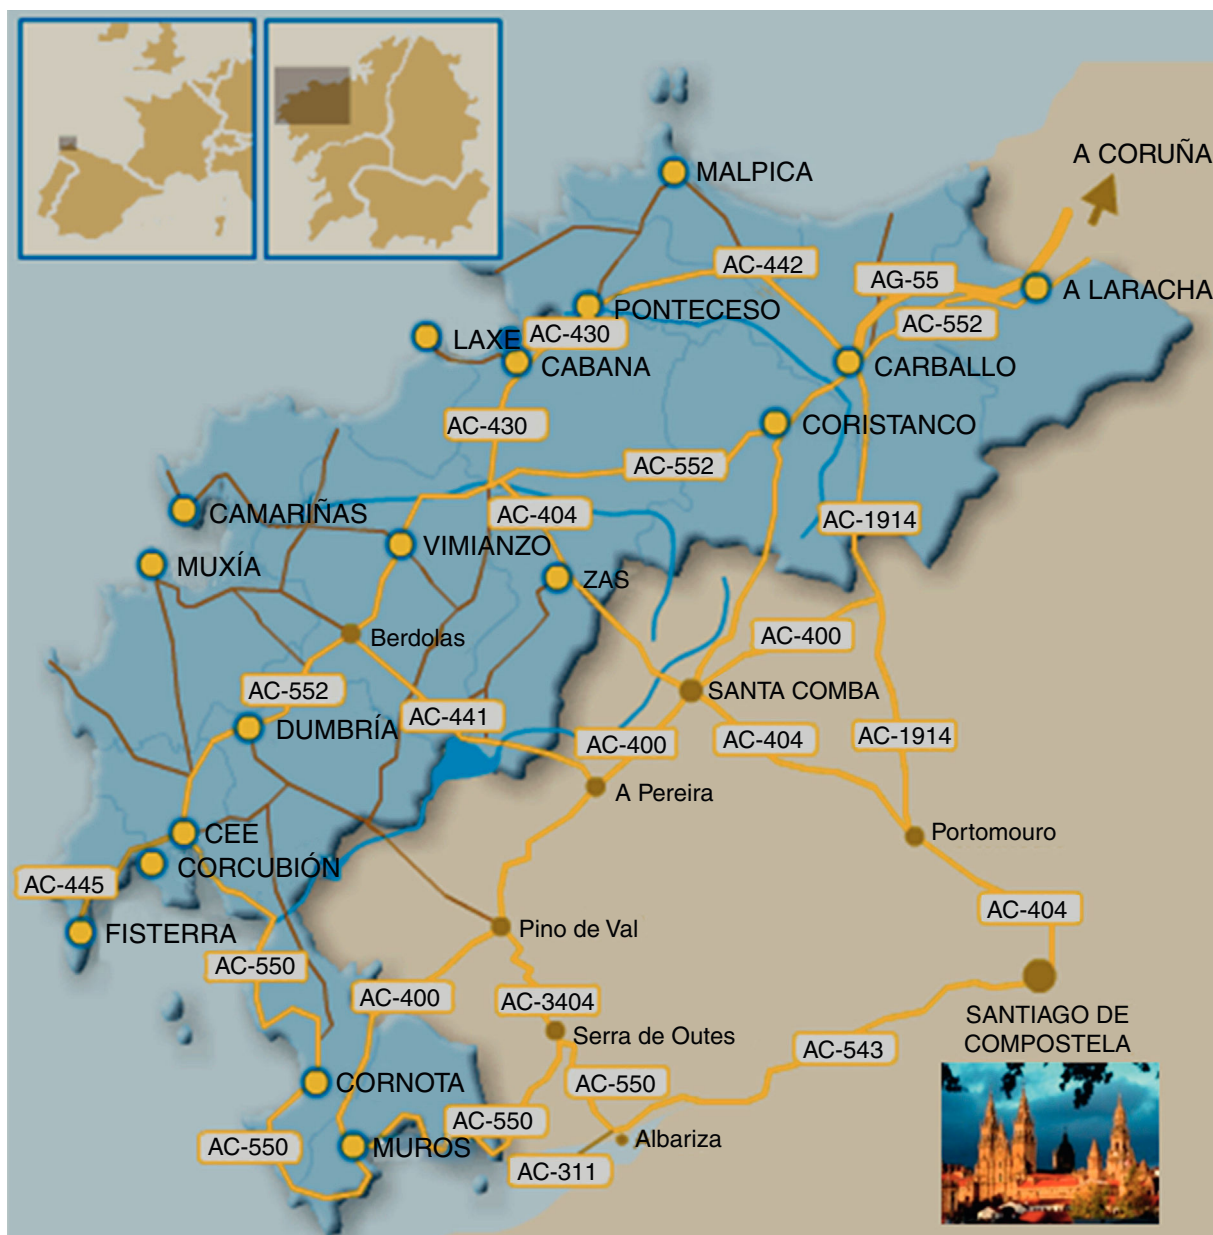 A CORUÑA
MALPICA
AC-442
AG-55
A LARACHA
PONTECESO
AC-552
LAXE
AC-430
CABANA
CARBALLO
AC-430
CORISTANCO
AC-552
CAMARIÑAS
AC-404
AC-1914
VIMIANZO
MUXÍA
ZAS
Berdolas
AC-400
AC-552
SANTA COMBA
AC-441
DUMBRÍA
AC-400
AC-404
AC-1914
A Pereira
CEE
Portomouro
CORCUBIÓN
AC-445
AC-404
FISTERRA
Pino de Val
AC-550
AC-400
AC-3404
SANTIAGO DE
COMPOSTELA
Serra de Outes
AC-543
CORNOTA
AC-550
AC-550
AC-550
MUROS
Albariza
AC-311